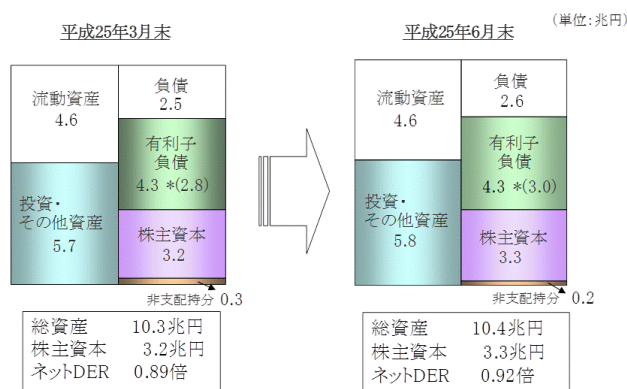 (単位:兆円)
平成25年3月末
流動資産
4.6
負債
2.5
有利子
負債
4.3 *(2.8)
投資・
その他資産
5.7
株主資本
3.2
非支配持分 0.3
総資産 10.3兆円
株主資本 3.2兆円
ネットDER 0.89倍
平成25年6月末
流動資産
4.6
負債
2.6
有利子
負債
4.3 *(3.0)
投資・
その他資産
5.8
株主資本
3.3
非支配持分 0.2
総資産 10.4兆円
株主資本 3.3兆円
ネットDER 0.92倍